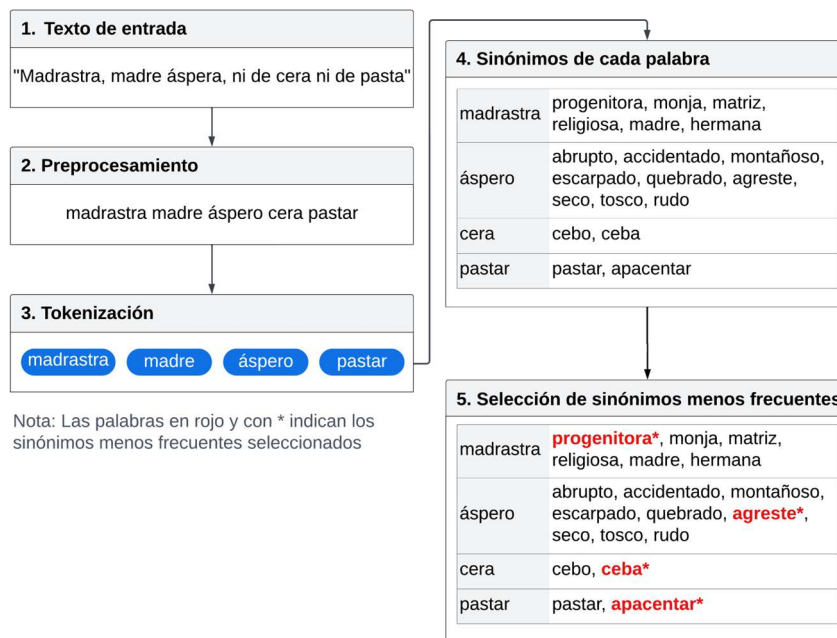 1. Texto de entrada
"Madrastra, madre áspera, ni de cera ni de pasta"
2. Preprocesamiento
madrastra madre áspero cera pastar
3. Tokenización
madrastra madre áspero pastar
Nota: Las palabras en rojo y con * indican los
sinónimos menos frecuentes seleccionados
4. Sinónimos de cada palabra
madrastra
progenitora, monja, matriz,
religiosa, madre, hermana
áspero
abrupto, accidentado, montañoso,
escarpado, quebrado, agreste,
seco, tosco, rudo
cera
cebo, ceba
pastar
pastar, apacentar
5. Selección de sinónimos menos frecuentes
madrastra
progenitora*, monja, matriz,
religiosa, madre, hermana
áspero
abrupto, accidentado, montañoso,
escarpado, quebrado, agreste*,
seco, tosco, rudo
cera
cebo, ceba*
pastar
pastar, apacentar*